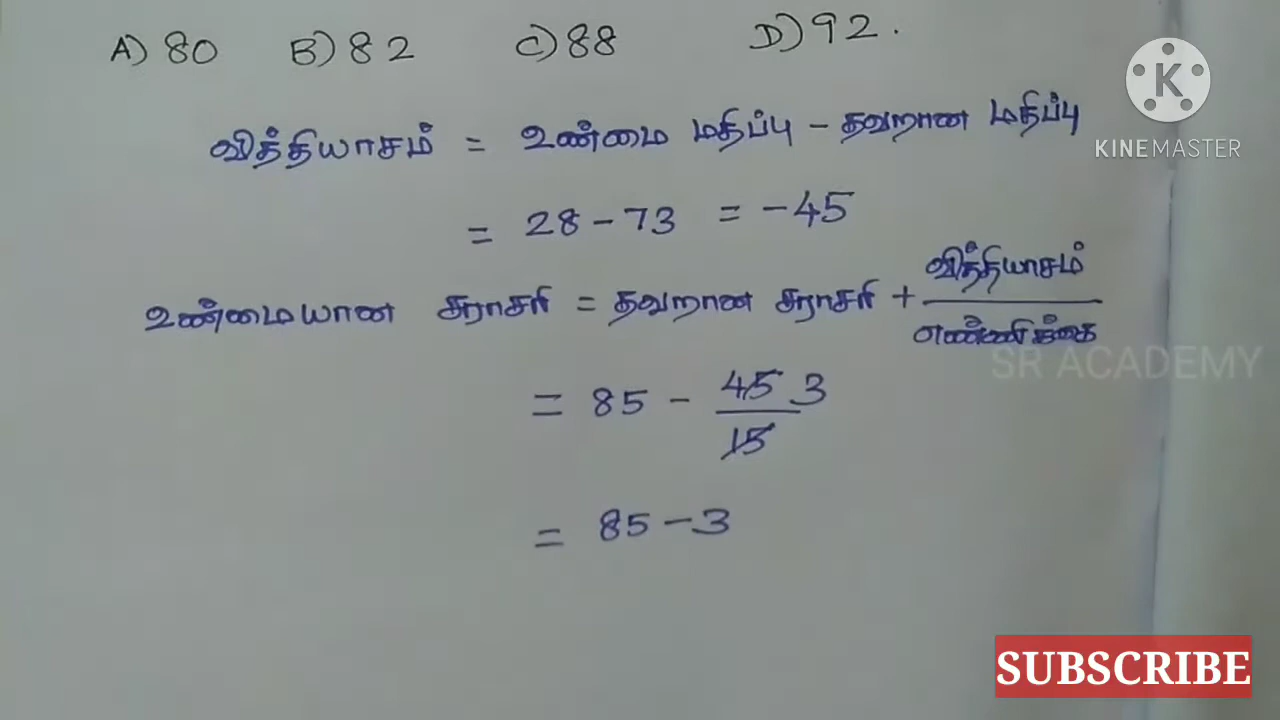 A) 80 B) 82 C) 88 D) 92.
வித்தியாசம் = உண்மை மதிப்பு - தவறான மதிப்பு
= 28 - 73 = -45
உண்மையான சராசரி = தவறான சராசரி + வித்தியாசம் / எண்ணிக்கை
= 85 - 45 3 / 15
= 85 - 3
K
KINEMASTER
SR ACADEMY
SUBSCRIBE